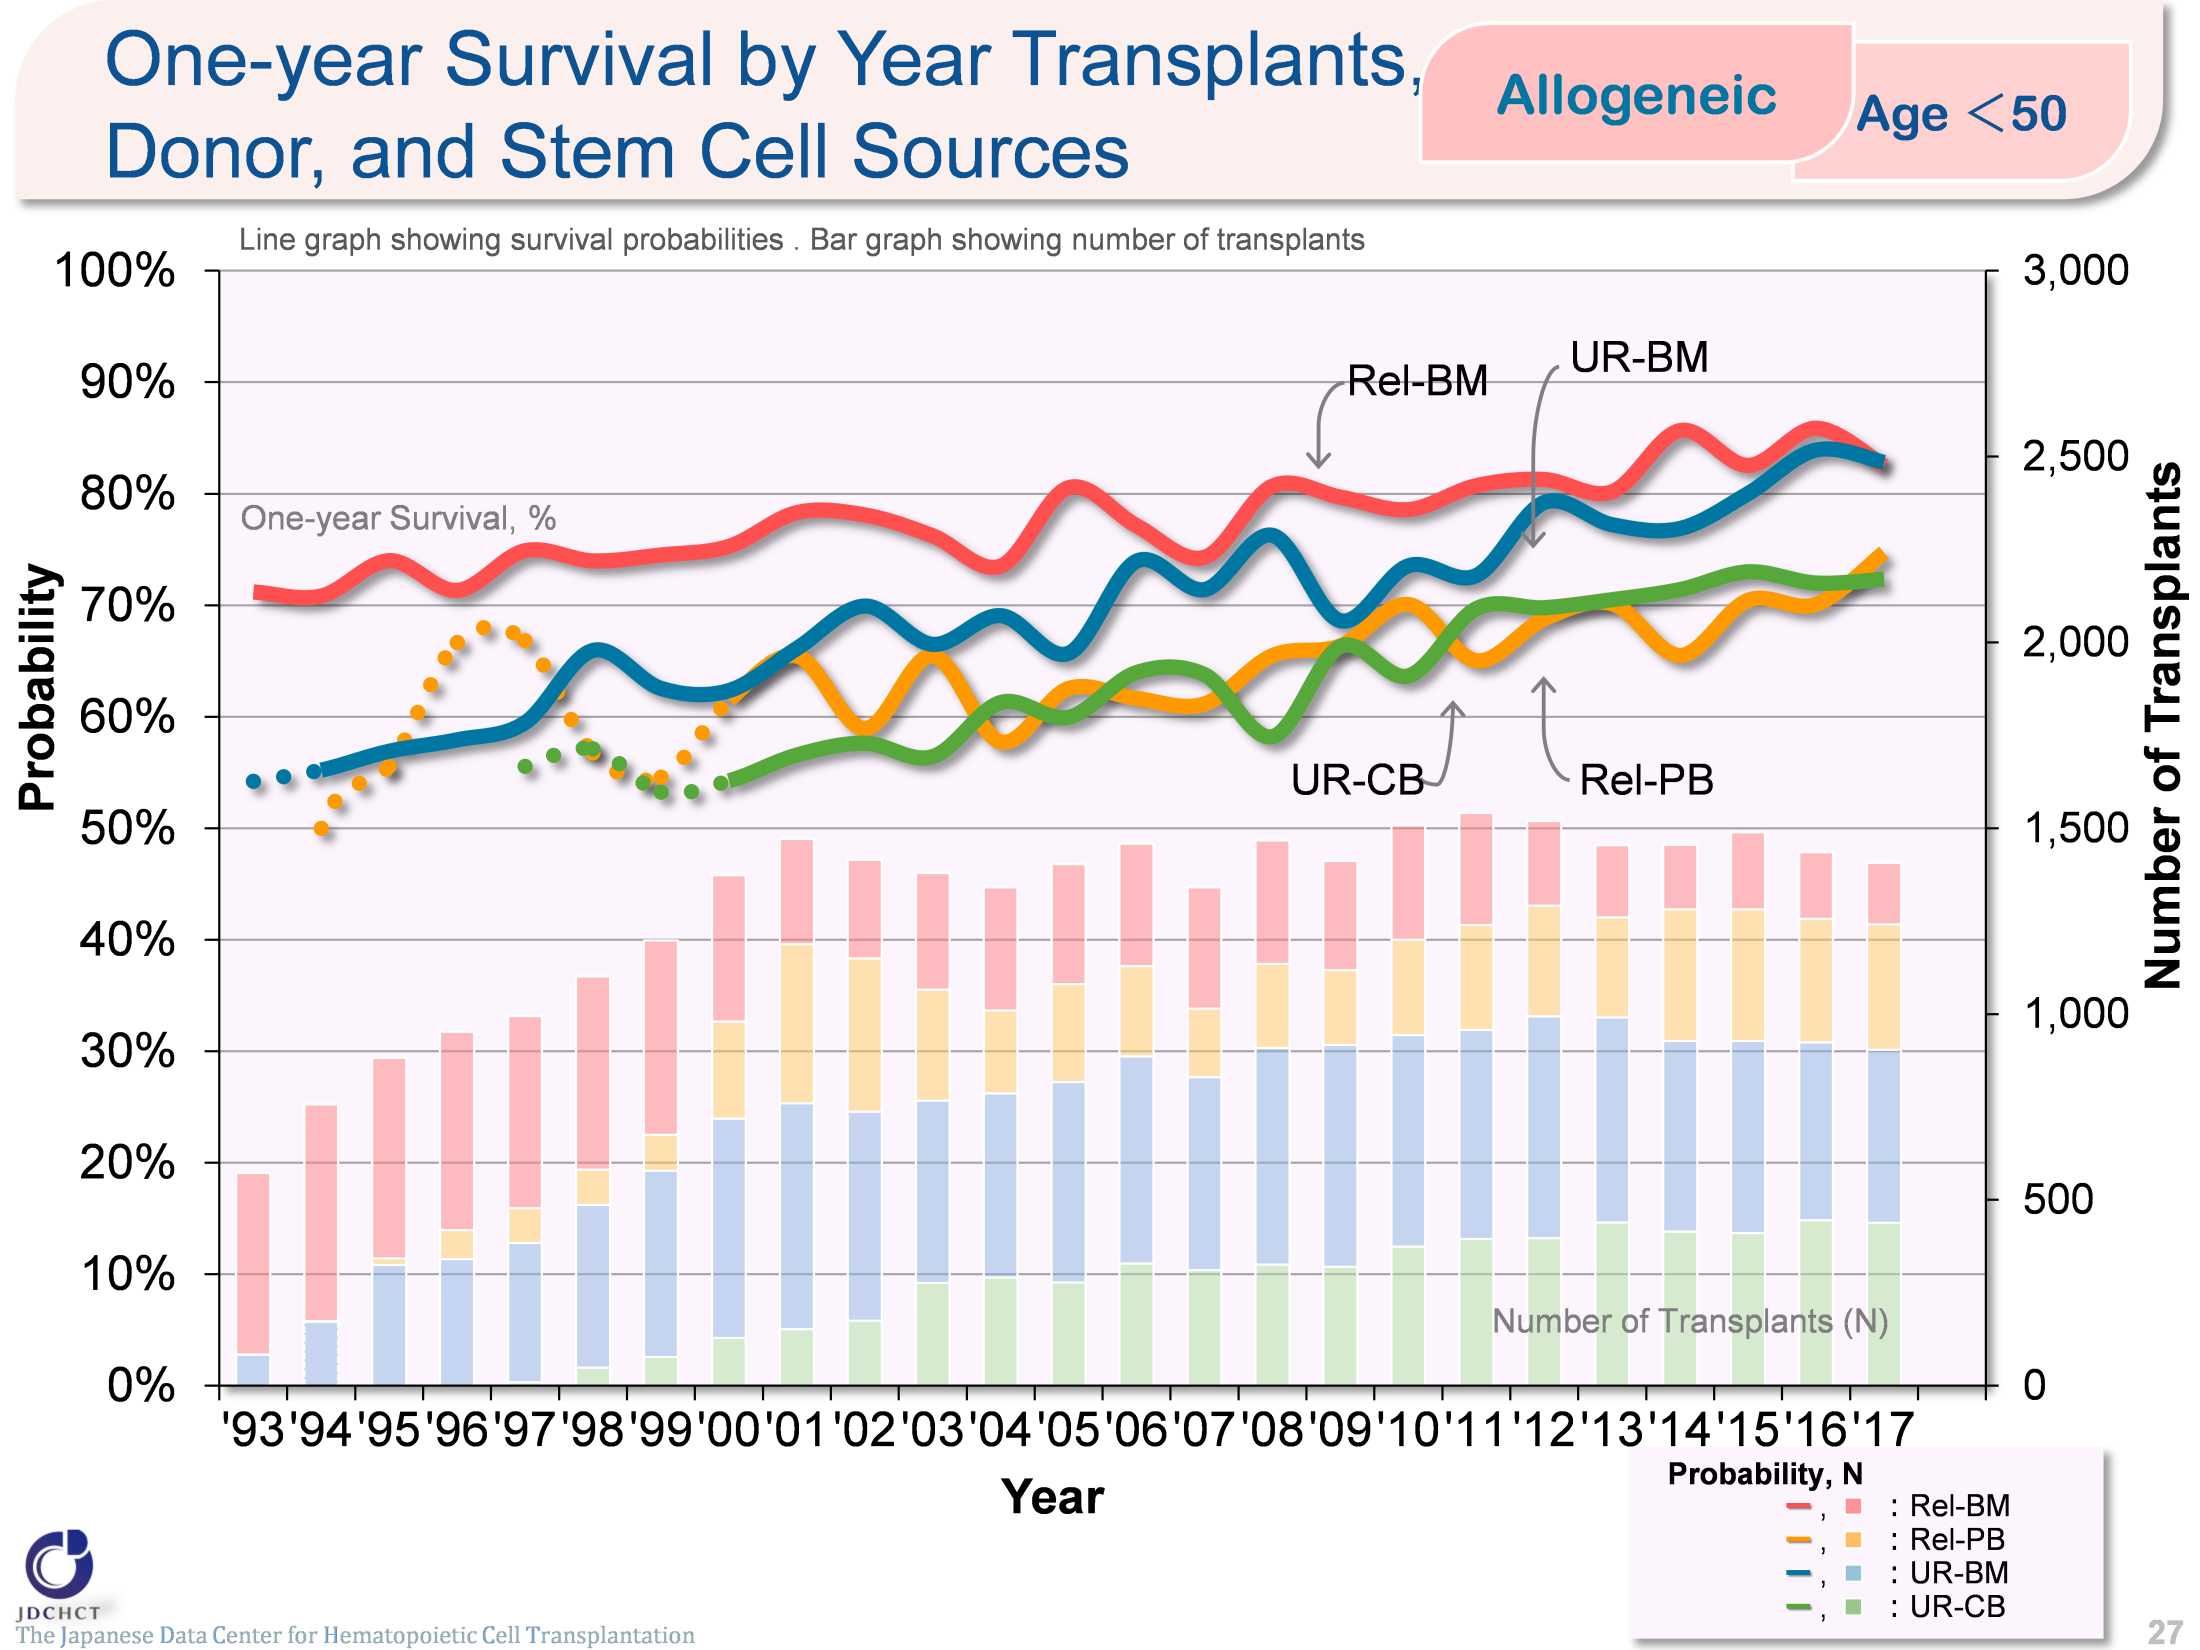 One-year Survival by Year Transplants,
Donor, and Stem Cell Sources
Allogeneic
Age ＜50
Line graph showing survival probabilities . Bar graph showing number of transplants
100%
90%
80%
70%
60%
50%
40%
30%
20%
10%
0%
Probability
3,000
2,500
2,000
1,500
1,000
500
0
Number of Transplants
One-year Survival, %
Rel-BM
UR-BM
UR-CB
Rel-PB
Number of Transplants (N)
'93 '94 '95 '96 '97 '98 '99 '00 '01 '02 '03 '04 '05 '06 '07 '08 '09 '10 '11 '12 '13 '14 '15 '16 '17
Year
Probability, N
, : Rel-BM
, : Rel-PB
, : UR-BM
, : UR-CB
JDCHCT
The Japanese Data Center for Hematopoietic Cell Transplantation
27